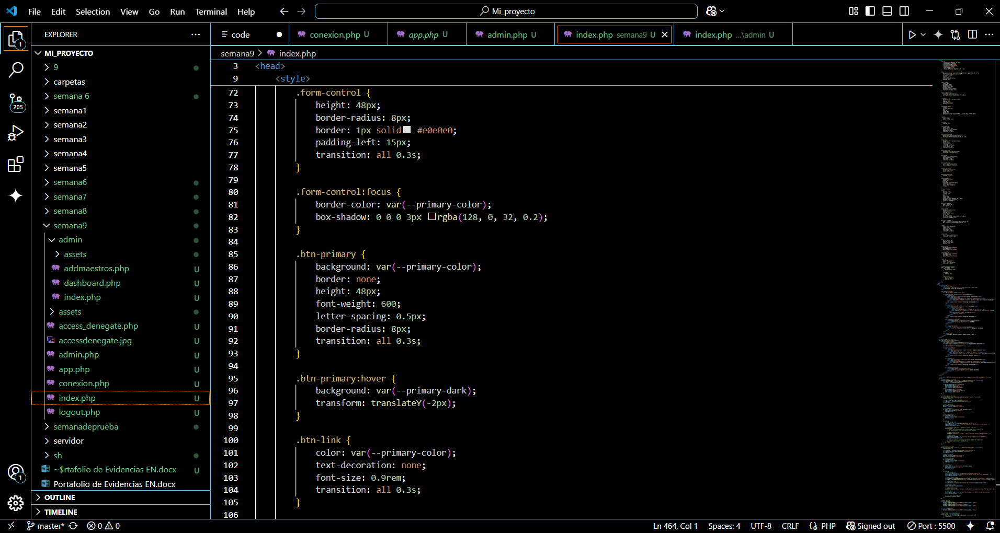 File Edit Selection View Go Run Terminal Help
Mi_proyecto
EXPLORER
1
MI_PROYECTO
9
carpetas
semana 6
205
semana1
semana2
semana3
semana4
semana5
semana6
semana7
semana8
semana9
admin
assets
addmaestros.php U
dashboard.php U
index.php U
assets
access_denegate.php U
accessdenegate.jpg U
admin.php U
app.php U
conexion.php U
index.php U
logout.php U
semanadeprueba
servidor
sh
~$rtafolio de Evidencias EN.docx U
1
Portafolio de Evidencias EN.docx
OUTLINE
TIMELINE
code
conexion.php U
app.php U
admin.php U
index.php semana9 U
index.php ...\admin U
semana9 > index.php
3 <head>
9 <style>
72 .form-control {
73 height: 48px;
74 border-radius: 8px;
75 border: 1px solid #e0e0e0;
76 padding-left: 15px;
77 transition: all 0.3s;
78 }
79
80 .form-control:focus {
81 border-color: var(--primary-color);
82 box-shadow: 0 0 0 3px rgba(128, 0, 32, 0.2);
83 }
84
85 .btn-primary {
86 background: var(--primary-color);
87 border: none;
88 height: 48px;
89 font-weight: 600;
90 letter-spacing: 0.5px;
91 border-radius: 8px;
92 transition: all 0.3s;
93 }
94
95 .btn-primary:hover {
96 background: var(--primary-dark);
97 transform: translateY(-2px);
98 }
99
100 .btn-link {
101 color: var(--primary-color);
102 text-decoration: none;
103 font-size: 0.9rem;
104 transition: all 0.3s;
105 }
106
master* 0 0 Ln 464, Col 1 Spaces: 4 UTF-8 CRLF PHP Signed out Port : 5500